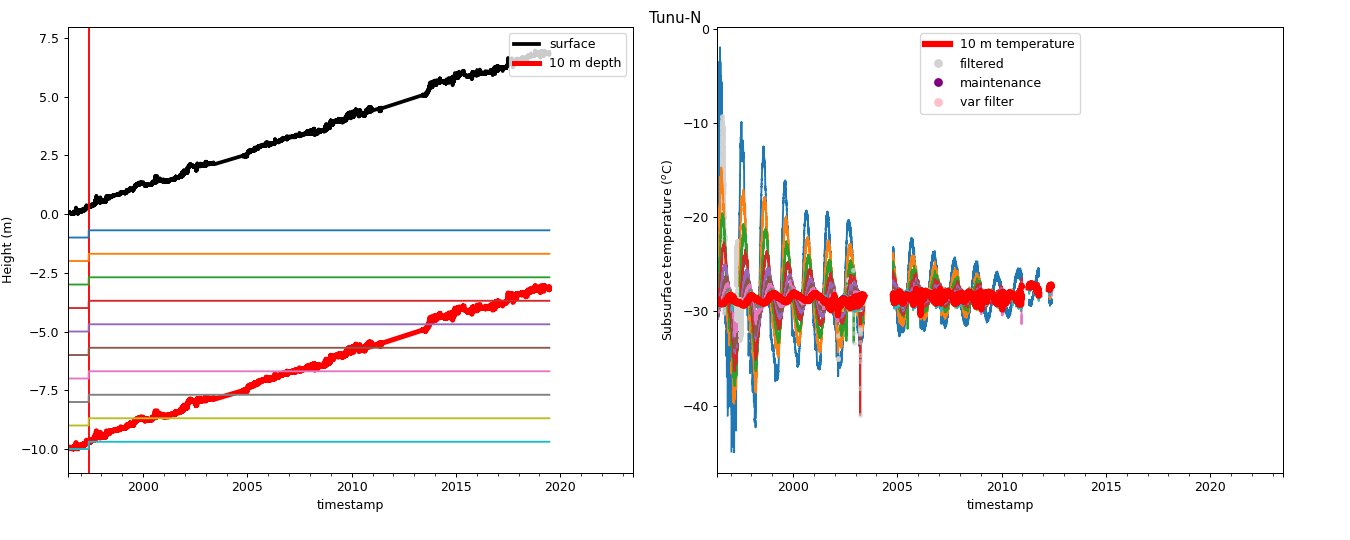 Tunu-N
surface
10 m depth
7.5
5.0
2.5
0.0
−2.5
−5.0
−7.5
−10.0
Height (m)
2000
2005
2010
2015
2020
timestamp
10 m temperature
filtered
maintenance
var filter
0
−10
−20
−30
−40
Subsurface temperature (°C)
2000
2005
2010
2015
2020
timestamp